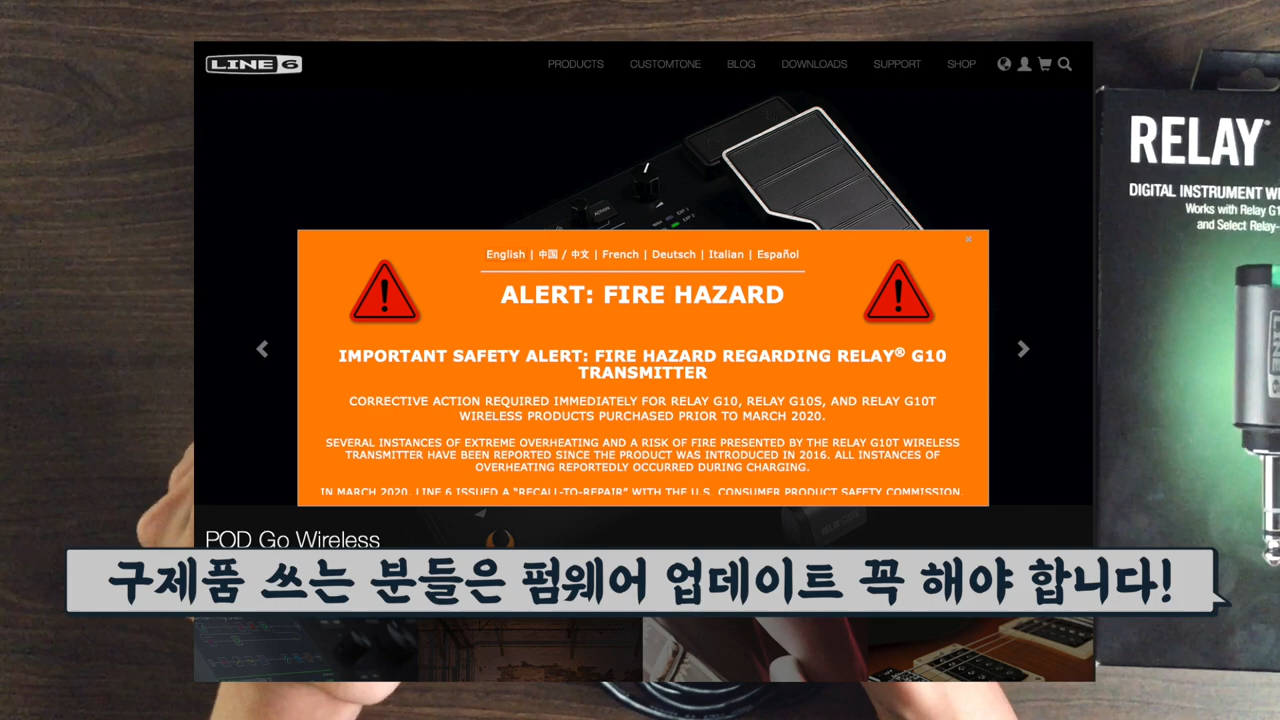 LINE 6
PRODUCTS CUSTOMTONE BLOG DOWNLOADS SUPPORT SHOP
RELAY
DIGITAL INSTRUMENT
Works with Relay
and Select Relay-
ACTION
EXP 1
EXP 2
English | 中国 / 中文 | French | Deutsch | Italian | Español
ALERT: FIRE HAZARD
IMPORTANT SAFETY ALERT: FIRE HAZARD REGARDING RELAY® G10
TRANSMITTER
CORRECTIVE ACTION REQUIRED IMMEDIATELY FOR RELAY G10, RELAY G10S, AND RELAY G10T
WIRELESS PRODUCTS PURCHASED PRIOR TO MARCH 2020.
SEVERAL INSTANCES OF EXTREME OVERHEATING AND A RISK OF FIRE PRESENTED BY THE RELAY G10T WIRELESS
TRANSMITTER HAVE BEEN REPORTED SINCE THE PRODUCT WAS INTRODUCED IN 2016. ALL INSTANCES OF
OVERHEATING REPORTEDLY OCCURRED DURING CHARGING.
IN MARCH 2020, LINE 6 ISSUED A “RECALL-TO-REPAIR” WITH THE U.S. CONSUMER PRODUCT SAFETY COMMISSION.
POD Go Wireless
구제품 쓰는 분들은 펌웨어 업데이트 꼭 해야 합니다!